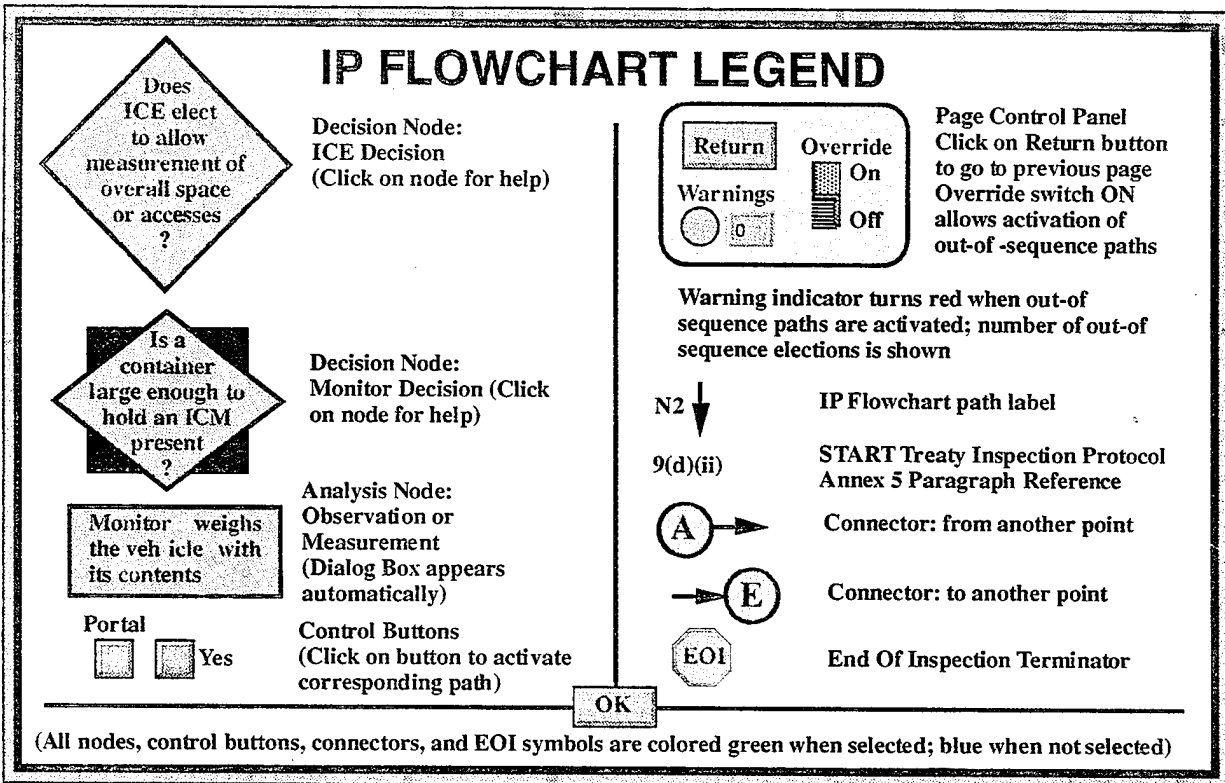 IP FLOWCHART LEGEND
Does
ICE elect
to allow
measurement of
overall space
or accesses
?
Decision Node:
ICE Decision
(Click on node for help)
Is a
container
large enough to
hold an ICM
present
?
Decision Node:
Monitor Decision (Click
on node for help)
Monitor weighs
the veh icle with
its contents
Analysis Node:
Observation or
Measurement
(Dialog Box appears
automatically)
Portal
Yes
Control Buttons
(Click on button to activate
corresponding path)
Return
Override
On
Off
Warnings
0
Page Control Panel
Click on Return button
to go to previous page
Override switch ON
allows activation of
out-of -sequence paths
Warning indicator turns red when out-of
sequence paths are activated; number of out-of
sequence elections is shown
N2
IP Flowchart path label
9(d)(ii)
START Treaty Inspection Protocol
Annex 5 Paragraph Reference
A
Connector: from another point
E
Connector: to another point
EOI
End Of Inspection Terminator
OK
(All nodes, control buttons, connectors, and EOI symbols are colored green when selected; blue when not selected)